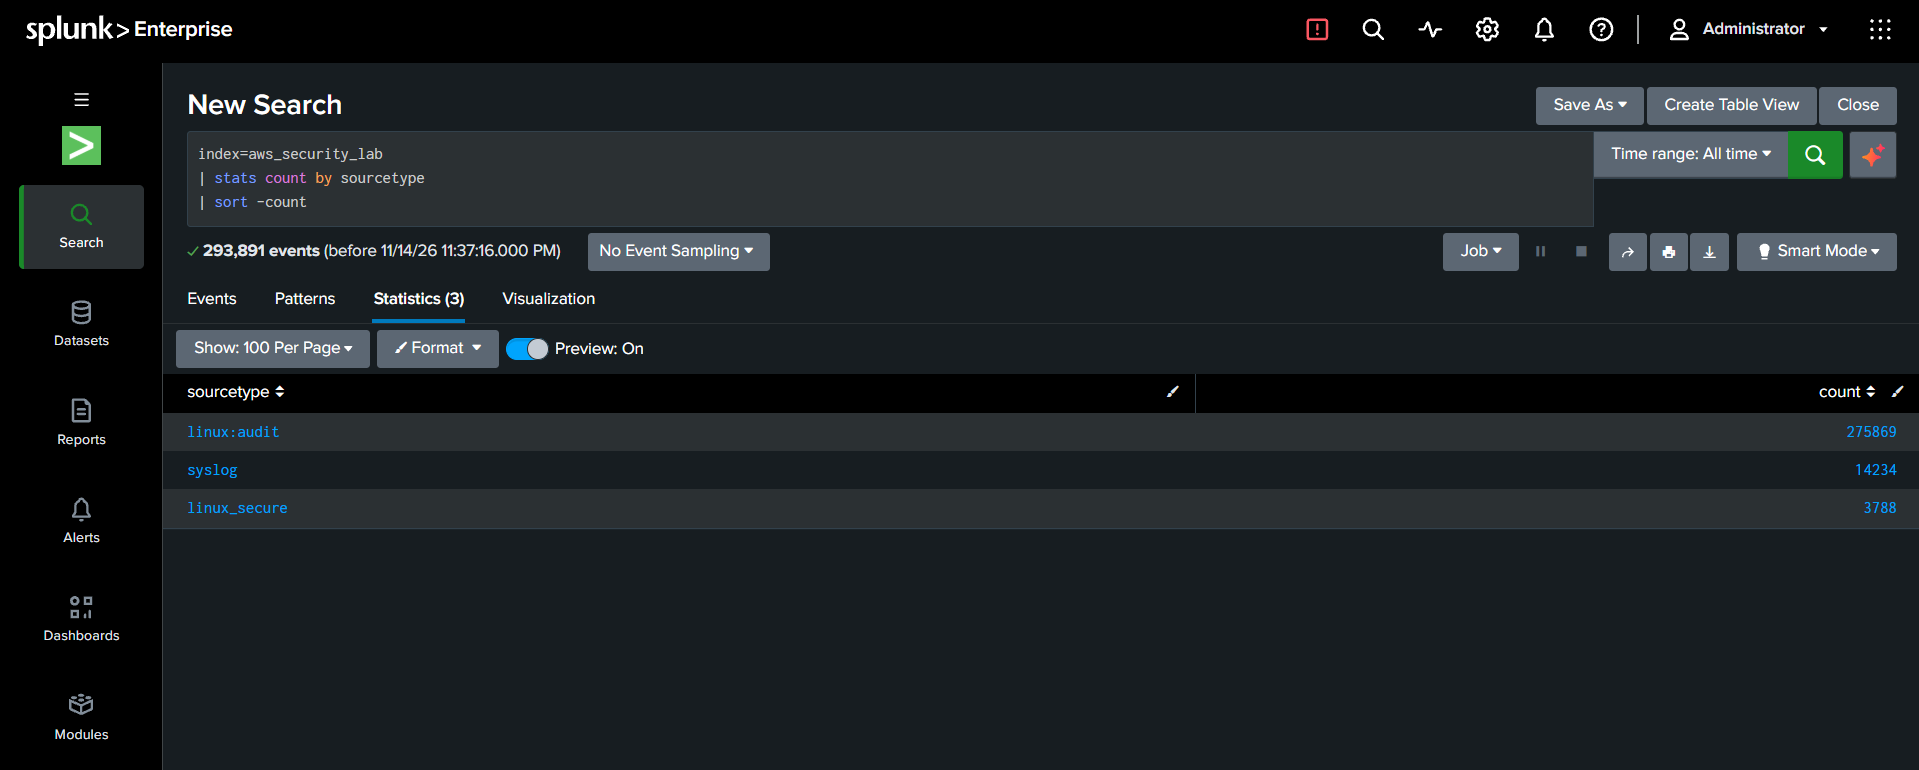 splunk> Enterprise
Administrator
New Search
Save As
Create Table View
Close
index=aws_security_lab
| stats count by sourcetype
| sort -count
Time range: All time
293,891 events (before 11/14/26 11:37:16.000 PM)
No Event Sampling
Job
Smart Mode
Events
Patterns
Statistics (3)
Visualization
Show: 100 Per Page
Format
Preview: On
sourcetype
count
linux:audit
275869
syslog
14234
linux_secure
3788
Search
Datasets
Reports
Alerts
Dashboards
Modules